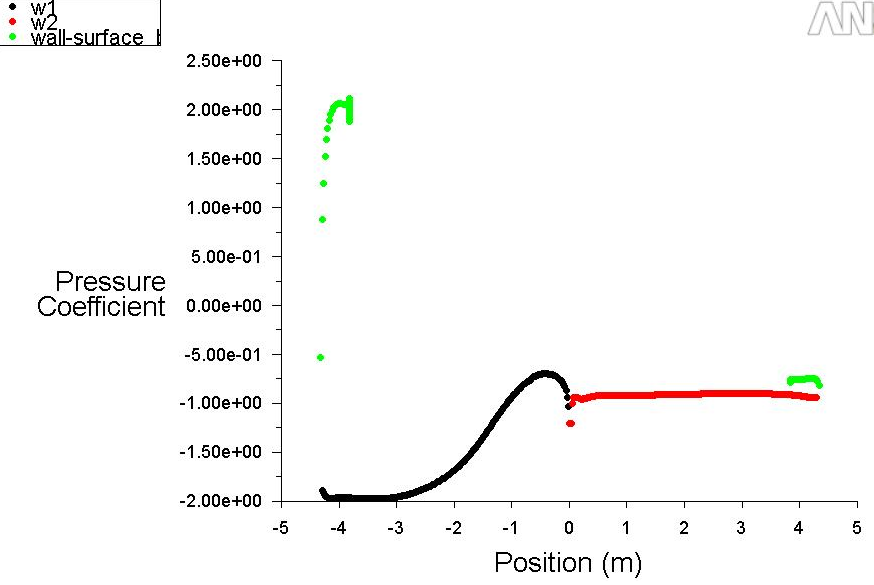 w1
w2
wall-surface
AN
2.50e+00
2.00e+00
1.50e+00
1.00e+00
5.00e-01
0.00e+00
-5.00e-01
-1.00e+00
-1.50e+00
-2.00e+00
Pressure
Coefficient
-5 -4 -3 -2 -1 0 1 2 3 4 5
Position (m)